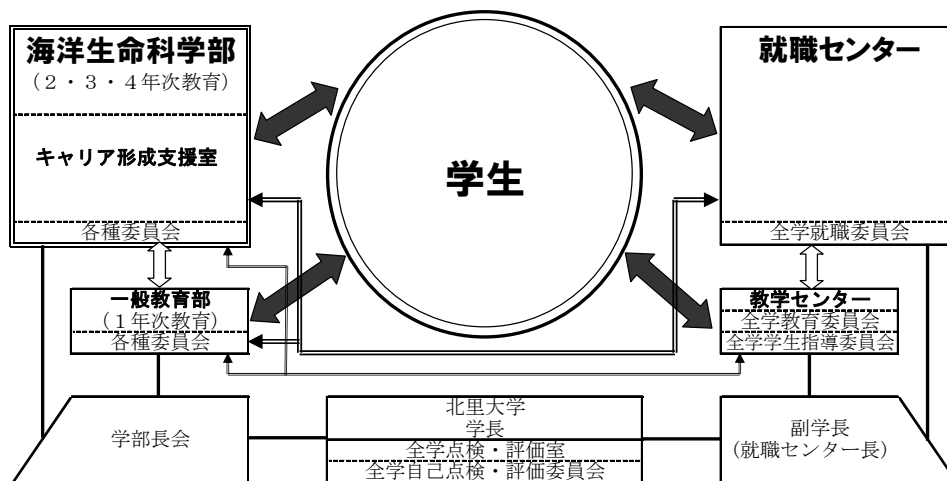 海洋生命科学部
(2・3・4年次教育)
キャリア形成支援室
各種委員会
学生
就職センター
全学就職委員会
一般教育部
(1年次教育)
各種委員会
教学センター
全学教育委員会
全学学生指導委員会
学部長会
北里大学
学長
全学点検・評価室
全学自己点検・評価委員会
副学長
(就職センター長)